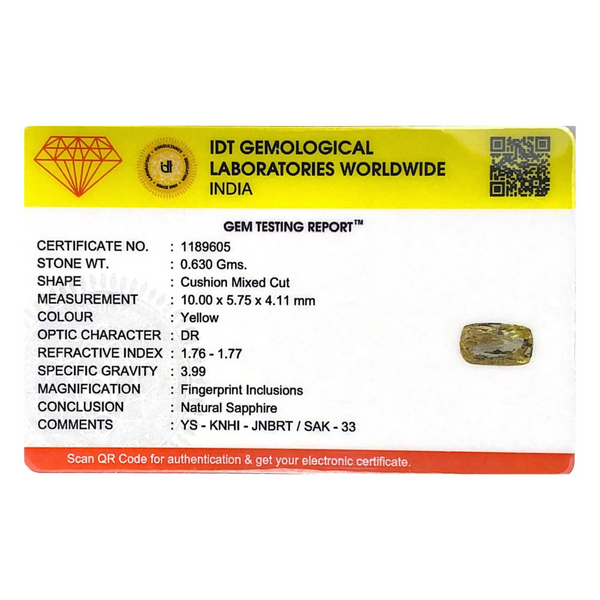 IDT GEMOLOGICAL
LABORATORIES WORLDWIDE
INDIA
GEM TESTING REPORT™
CERTIFICATE NO. : 1189605
STONE WT. : 0.630 Gms.
SHAPE : Cushion Mixed Cut
MEASUREMENT : 10.00 x 5.75 x 4.11 mm
COLOUR : Yellow
OPTIC CHARACTER : DR
REFRACTIVE INDEX : 1.76 - 1.77
SPECIFIC GRAVITY : 3.99
MAGNIFICATION : Fingerprint Inclusions
CONCLUSION : Natural Sapphire
COMMENTS : YS - KNHI - JNBRT / SAK - 33
Scan QR Code for authentication & get your electronic certificate.